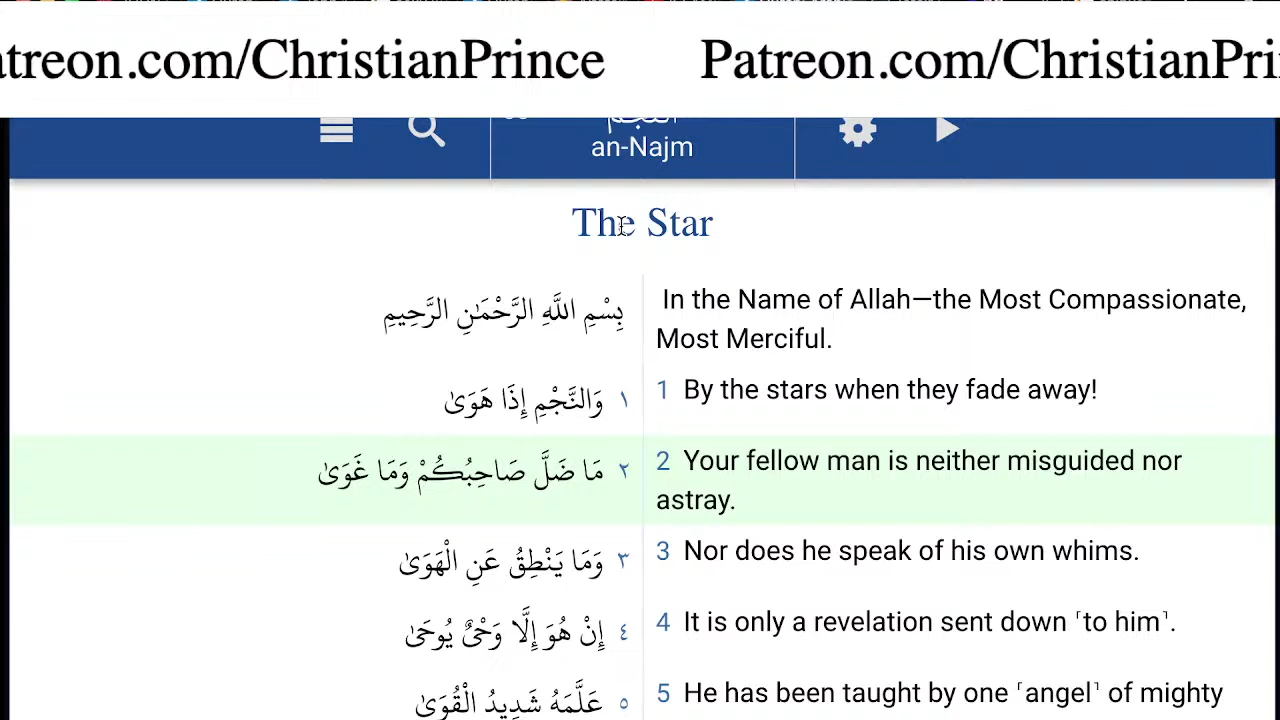 atreon.com/ChristianPrince Patreon.com/ChristianPri
an-Najm
The Star
بِسْمِ اللَّهِ الرَّحْمَٰنِ الرَّحِيمِ
In the Name of Allah—the Most Compassionate,
Most Merciful.
١ وَالنَّجْمِ إِذَا هَوَىٰ
1 By the stars when they fade away!
٢ مَا ضَلَّ صَاحِبُكُمْ وَمَا غَوَىٰ
2 Your fellow man is neither misguided nor
astray.
٣ وَمَا يَنْطِقُ عَنِ الْهَوَىٰ
3 Nor does he speak of his own whims.
٤ إِنْ هُوَ إِلَّا وَحْيٌ يُوحَىٰ
4 It is only a revelation sent down ˹to him˺.
٥ عَلَّمَهُ شَدِيدُ الْقُوَىٰ
5 He has been taught by one ˹angel˺ of mighty